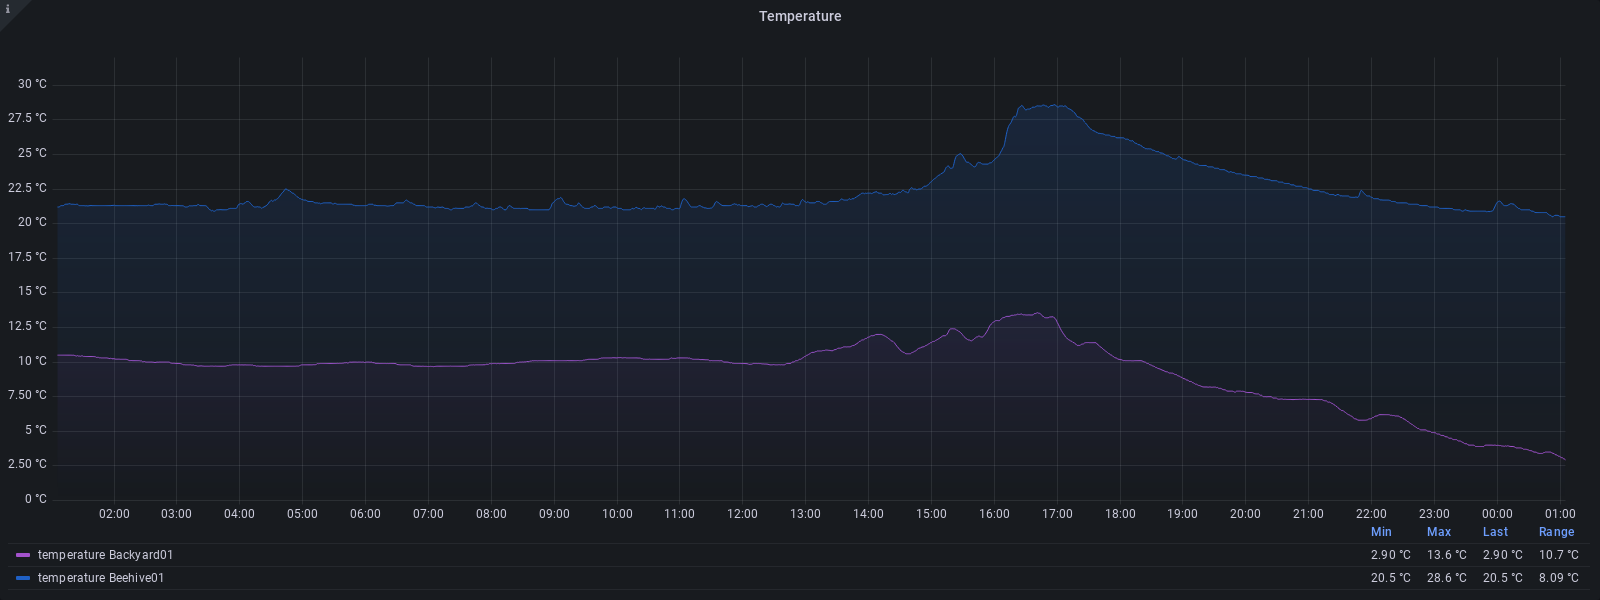 i
Temperature
30 °C
27.5 °C
25 °C
22.5 °C
20 °C
17.5 °C
15 °C
12.5 °C
10 °C
7.50 °C
5 °C
2.50 °C
0 °C
02:00 03:00 04:00 05:00 06:00 07:00 08:00 09:00 10:00 11:00 12:00 13:00 14:00 15:00 16:00 17:00 18:00 19:00 20:00 21:00 22:00 23:00 00:00 01:00
Min Max Last Range
temperature Backyard01 2.90 °C 13.6 °C 2.90 °C 10.7 °C
temperature Beehive01 20.5 °C 28.6 °C 20.5 °C 8.09 °C